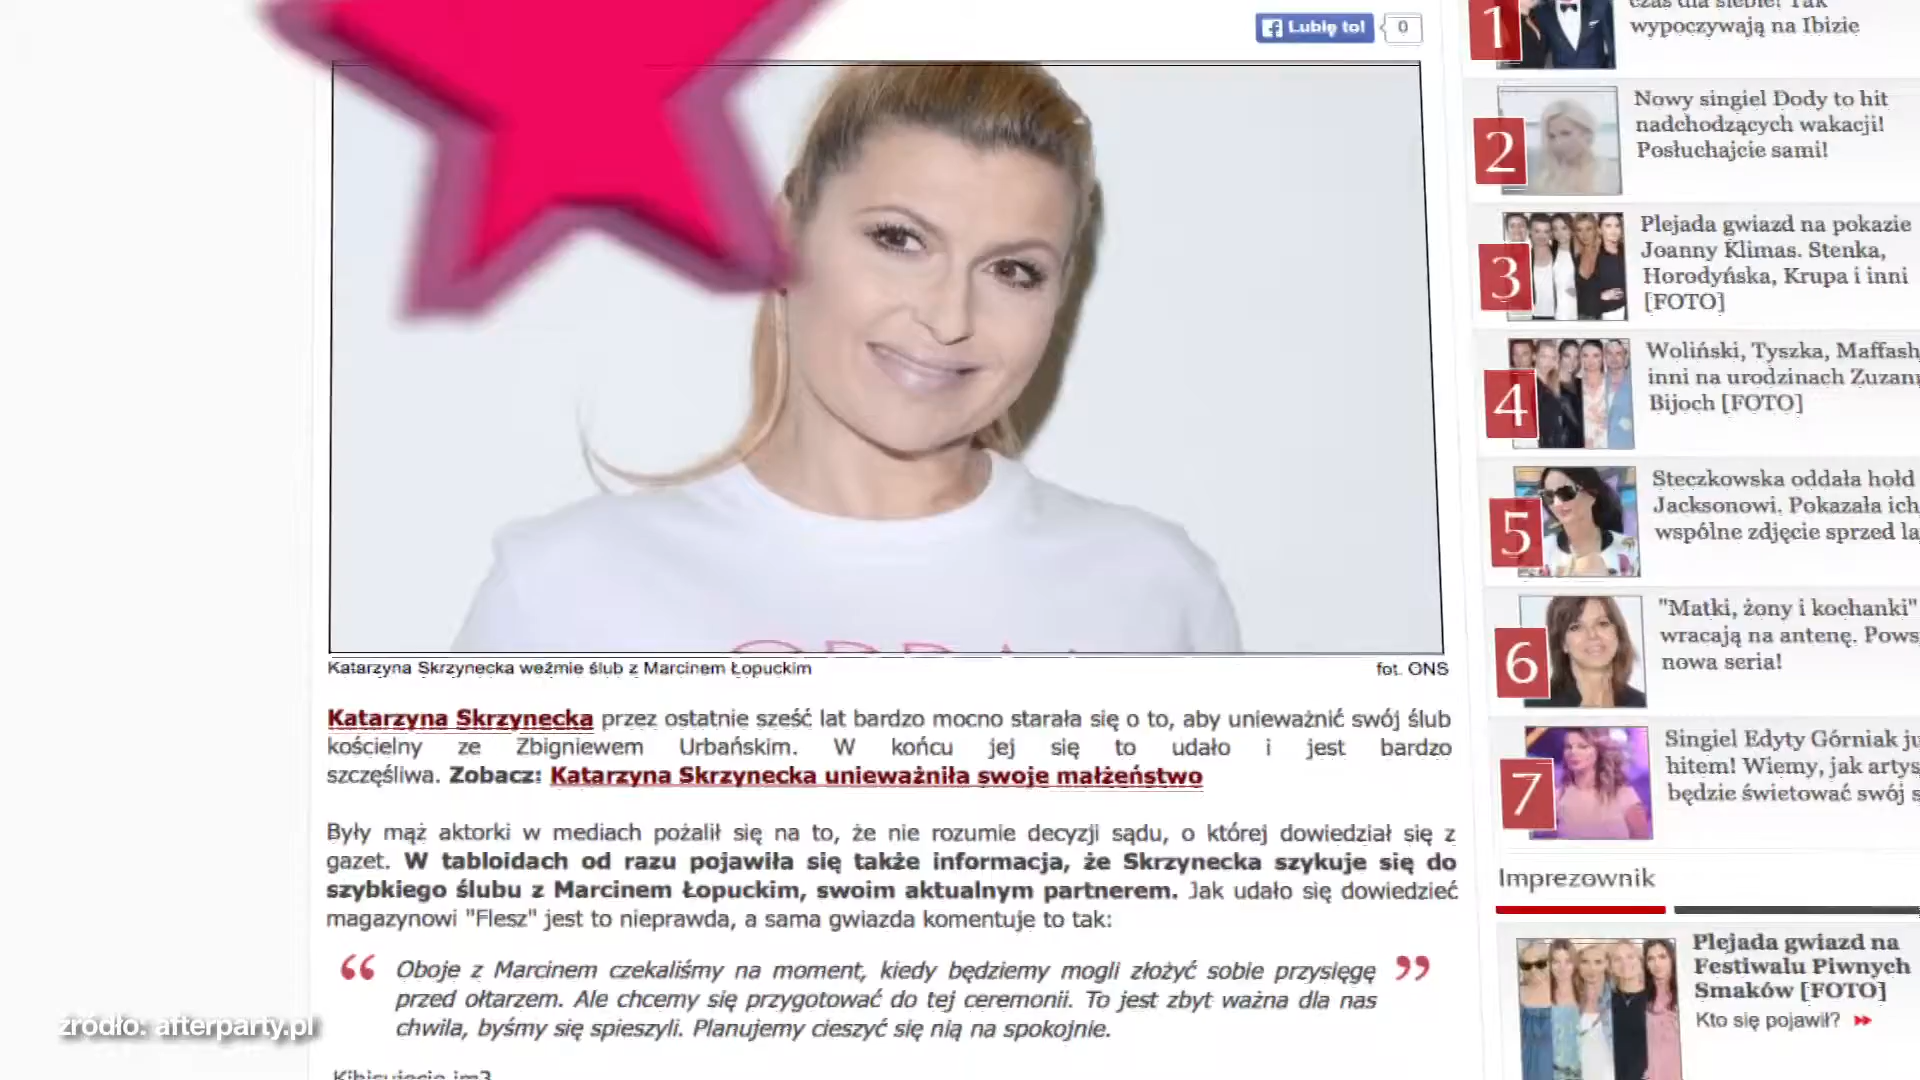 Lubię to!
0
Katarzyna Skrzynecka weźmie ślub z Marcinem Łopuckim
fot. ONS
Katarzyna Skrzynecka przez ostatnie sześć lat bardzo mocno starała się o to, aby unieważnić swój ślub
kościelny ze Zbigniewem Urbańskim. W końcu jej się to udało i jest bardzo
szczęśliwa. Zobacz: Katarzyna Skrzynecka unieważniła swoje małżeństwo
Były mąż aktorki w mediach pożalił się na to, że nie rozumie decyzji sądu, o której dowiedział się z
gazet. W tabloidach od razu pojawiła się także informacja, że Skrzynecka szykuje się do
szybkiego ślubu z Marcinem Łopuckim, swoim aktualnym partnerem. Jak udało się dowiedzieć
magazynowi "Flesz" jest to nieprawda, a sama gwiazda komentuje to tak:
“ Oboje z Marcinem czekaliśmy na moment, kiedy będziemy mogli złożyć sobie przysięgę ”
przed ołtarzem. Ale chcemy się przygotować do tej ceremonii. To jest zbyt ważna dla nas
chwila, byśmy się spieszyli. Planujemy cieszyć się nią na spokojnie.
źródło: afterparty.pl
1
czas dla siebie! Tak
wypoczywają na Ibizie
2
Nowy singiel Dody to hit
nadchodzących wakacji!
Posłuchajcie sami!
3
Plejada gwiazd na pokazie
Joanny Klimas. Stenka,
Horodyńska, Krupa i inni
[FOTO]
4
Woliński, Tyszka, Maffash
inni na urodzinach Zuzann
Bijoch [FOTO]
5
Steczkowska oddała hołd
Jacksonowi. Pokazała ich
wspólne zdjęcie sprzed la
6
"Matki, żony i kochanki"
wracają na antenę. Pows
nowa seria!
7
Singiel Edyty Górniak ju
hitem! Wiemy, jak artys
będzie świetować swój s
Imprezownik
Plejada gwiazd na
Festiwalu Piwnych
Smaków [FOTO]
Kto się pojawił?